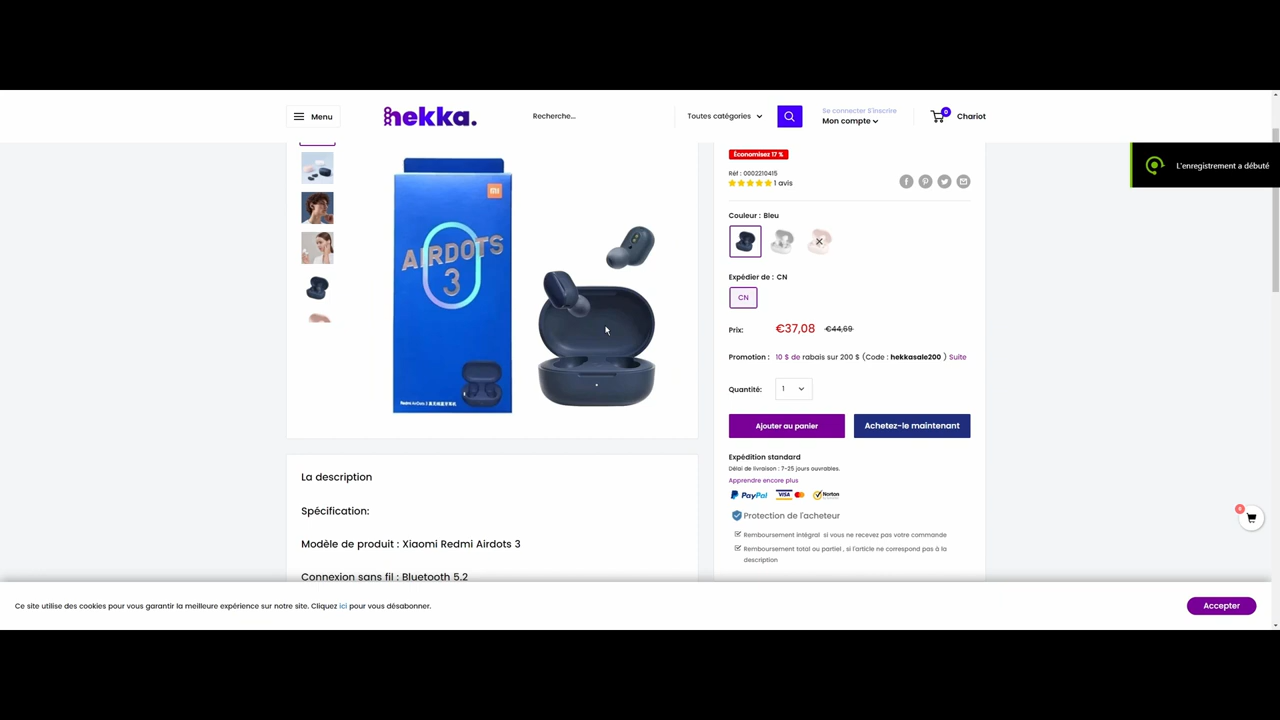 Menu
hekka.
Recherche...
Toutes catégories
Se connecter S'inscrire
Mon compte
0
Chariot
L'enregistrement a débuté
Économisez 17 %
Réf : 0002210415
1 avis
Couleur : Bleu
Expédier de : CN
CN
Prix:
€37,08
€44,69
Promotion : 10 $ de rabais sur 200 $ (Code : hekkasale200 ) Suite
Quantité:
1
Ajouter au panier
Achetez-le maintenant
Expédition standard
Délai de livraison : 7-25 jours ouvrables.
Apprendre encore plus
PayPal
VISA
Norton
Protection de l'acheteur
Remboursement intégral si vous ne recevez pas votre commande
Remboursement total ou partiel , si l'article ne correspond pas à la
description
mi
AIRDOTS
3
La description
Spécification:
Modèle de produit : Xiaomi Redmi Airdots 3
Connexion sans fil : Bluetooth 5.2
0
Ce site utilise des cookies pour vous garantir la meilleure expérience sur notre site. Cliquez ici pour vous désabonner.
Accepter